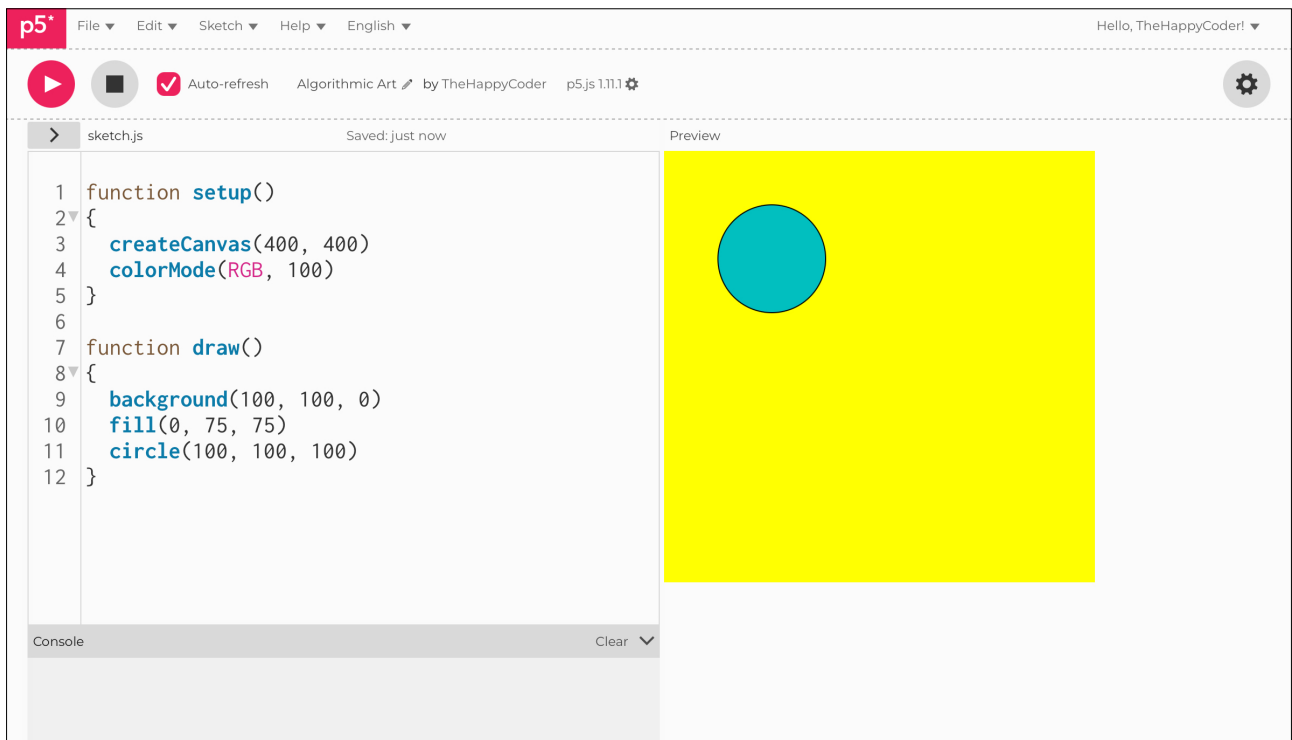 p5* File Edit Sketch Help English Hello, TheHappyCoder!
Auto-refresh Algorithmic Art by TheHappyCoder p5.js 1.11.1
sketch.js Saved: just now Preview
1 function setup()
2 {
3 createCanvas(400, 400)
4 colorMode(RGB, 100)
5 }
6
7 function draw()
8 {
9 background(100, 100, 0)
10 fill(0, 75, 75)
11 circle(100, 100, 100)
12 }
Console Clear